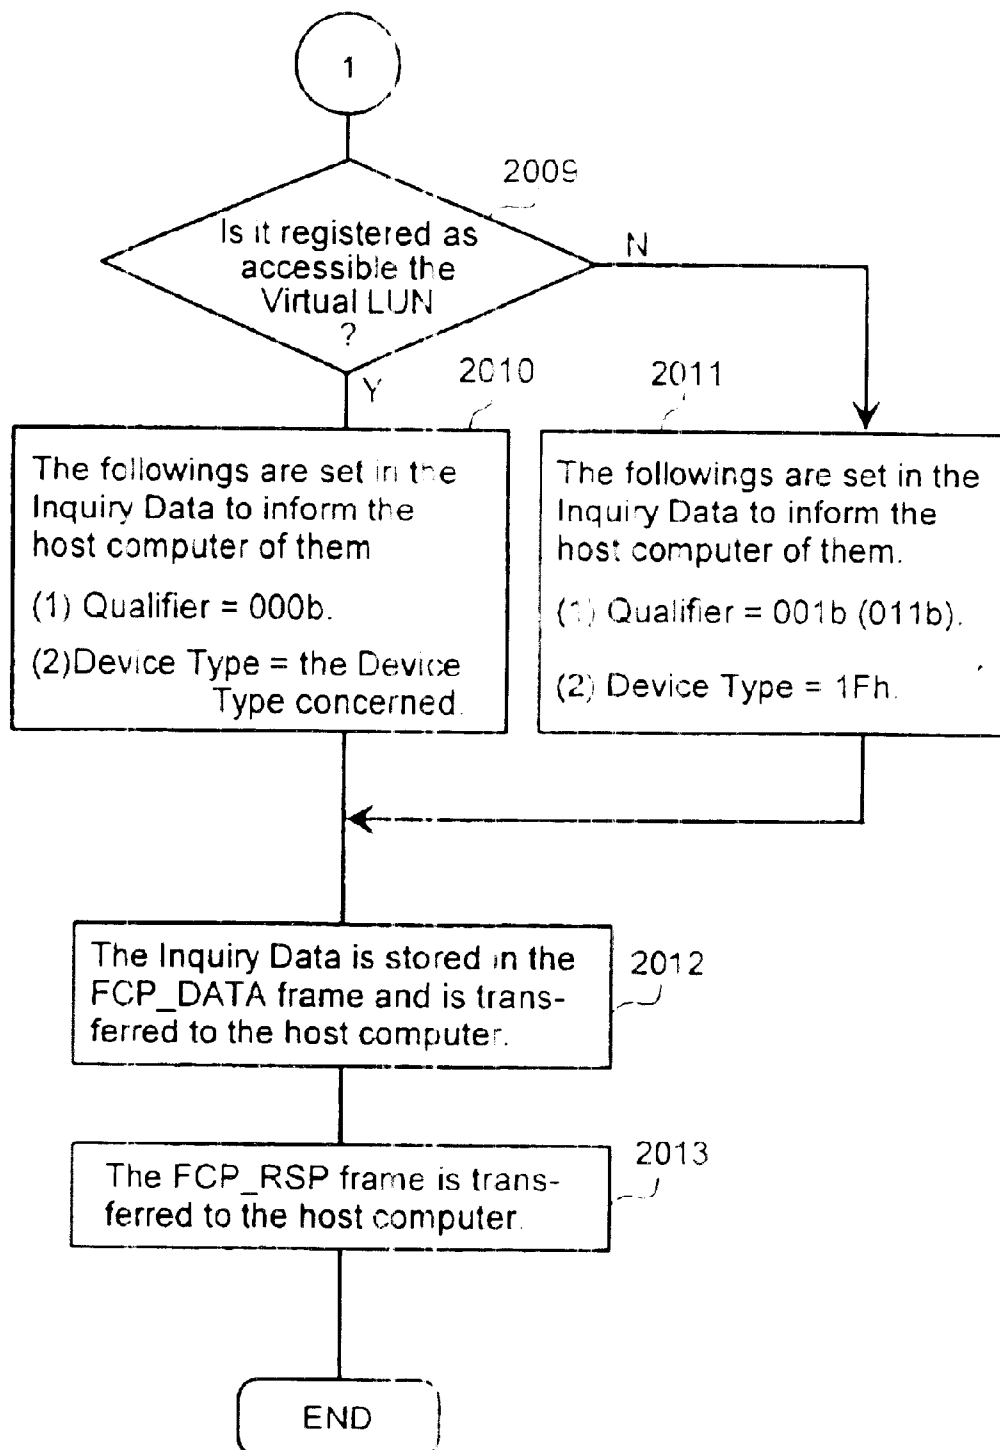 1
2009
Is it registered as
accessible the
Virtual LUN
?
N
Y
2010
2011
The followings are set in the
Inquiry Data to inform the
host computer of them
(1) Qualifier = 000b.
(2)Device Type = the Device
Type concerned.
The followings are set in the
Inquiry Data to inform the
host computer of them.
(1) Qualifier = 001b (011b).
(2) Device Type = 1Fh.
The Inquiry Data is stored in the
FCP_DATA frame and is trans-
ferred to the host computer.
2012
The FCP_RSP frame is trans-
ferred to the host computer.
2013
END